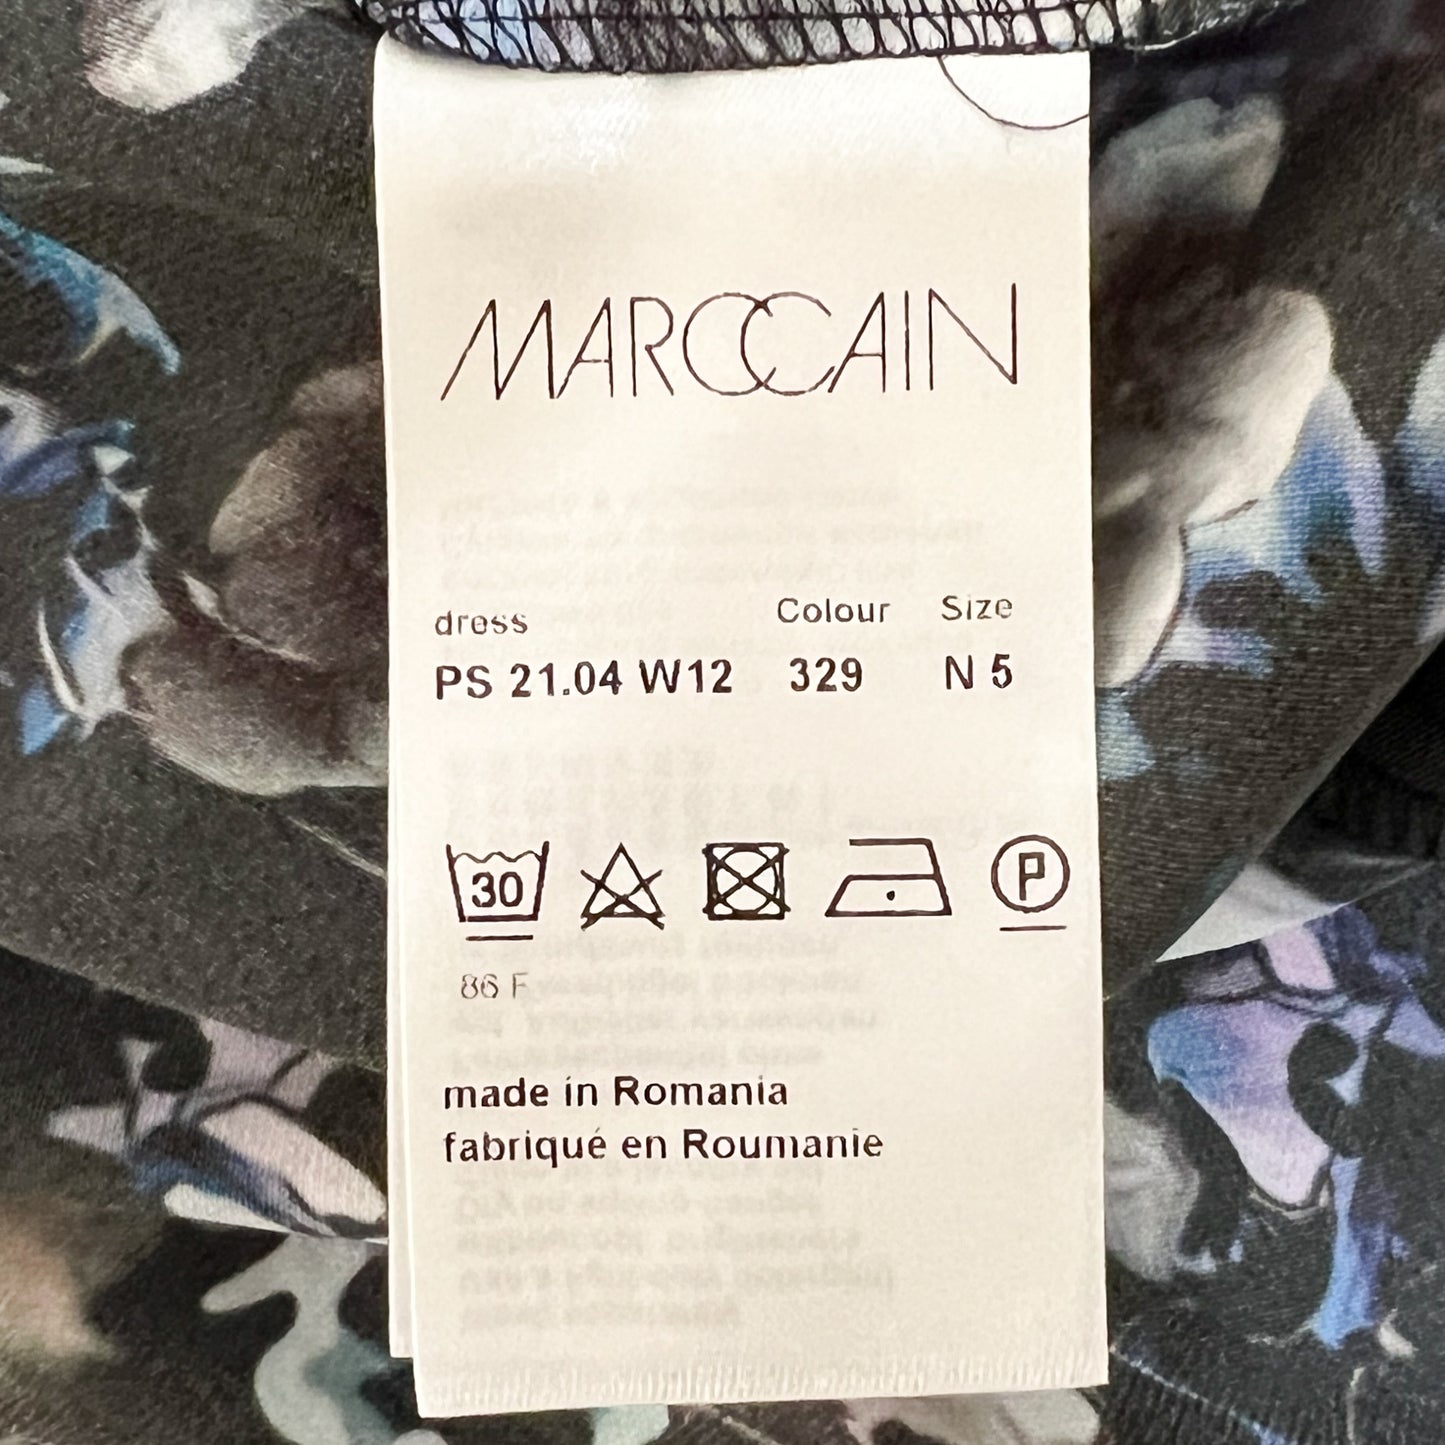 MARCCAIN
dress Colour Size
PS 21.04 W12 329 N 5
30 P
86 F
made in Romania
fabriqué en Roumanie